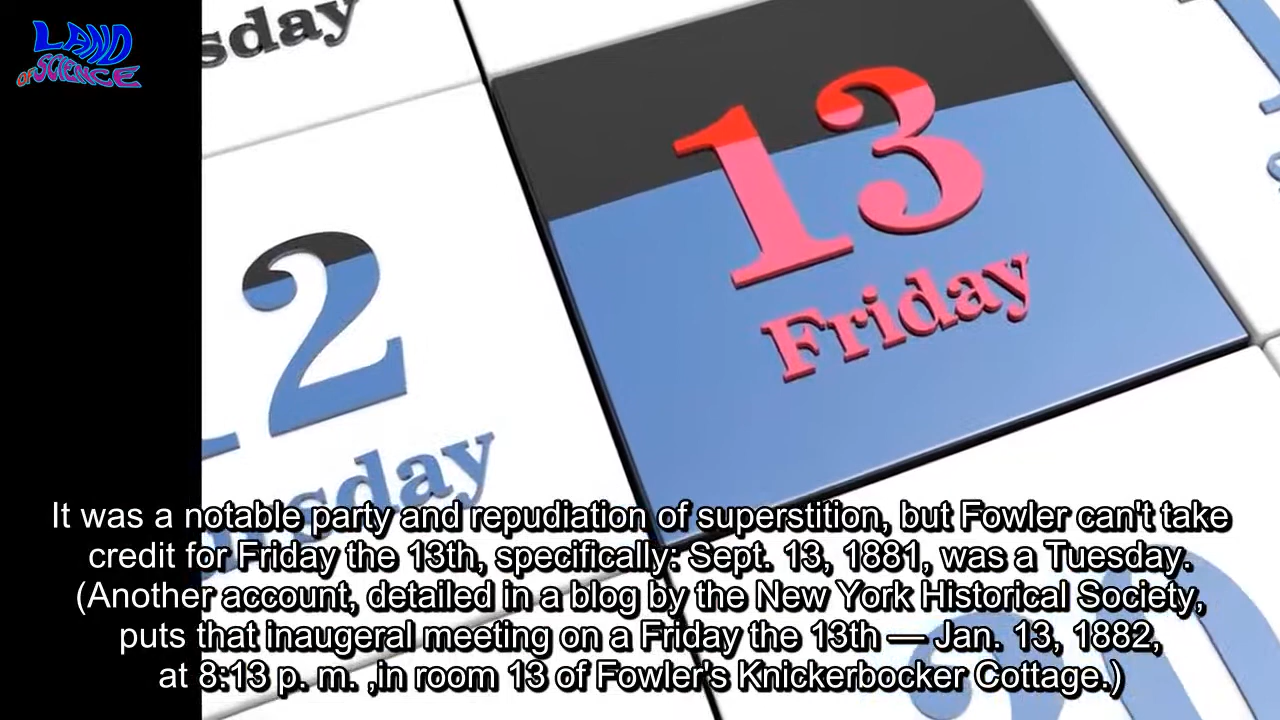 LAND
OF SCIENCE
sday
13
Friday
12
sday
20
It was a notable party and repudiation of superstition, but Fowler can't take
credit for Friday the 13th, specifically: Sept. 13, 1881, was a Tuesday.
(Another account, detailed in a blog by the New York Historical Society,
puts that inaugeral meeting on a Friday the 13th — Jan. 13, 1882,
at 8:13 p. m. ,in room 13 of Fowler's Knickerbocker Cottage.)